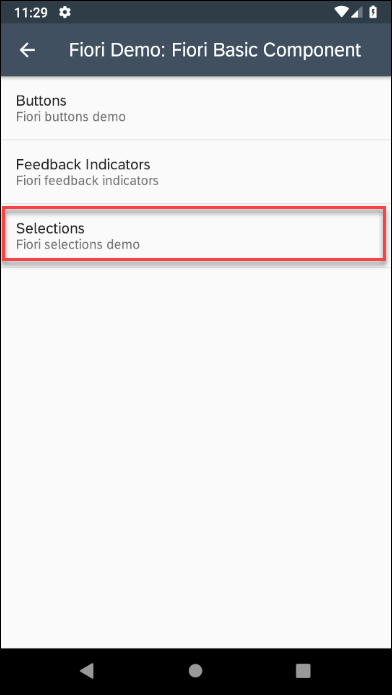 11:29
Fiori Demo: Fiori Basic Component
Buttons
Fiori buttons demo
Feedback Indicators
Fiori feedback indicators
Selections
Fiori selections demo